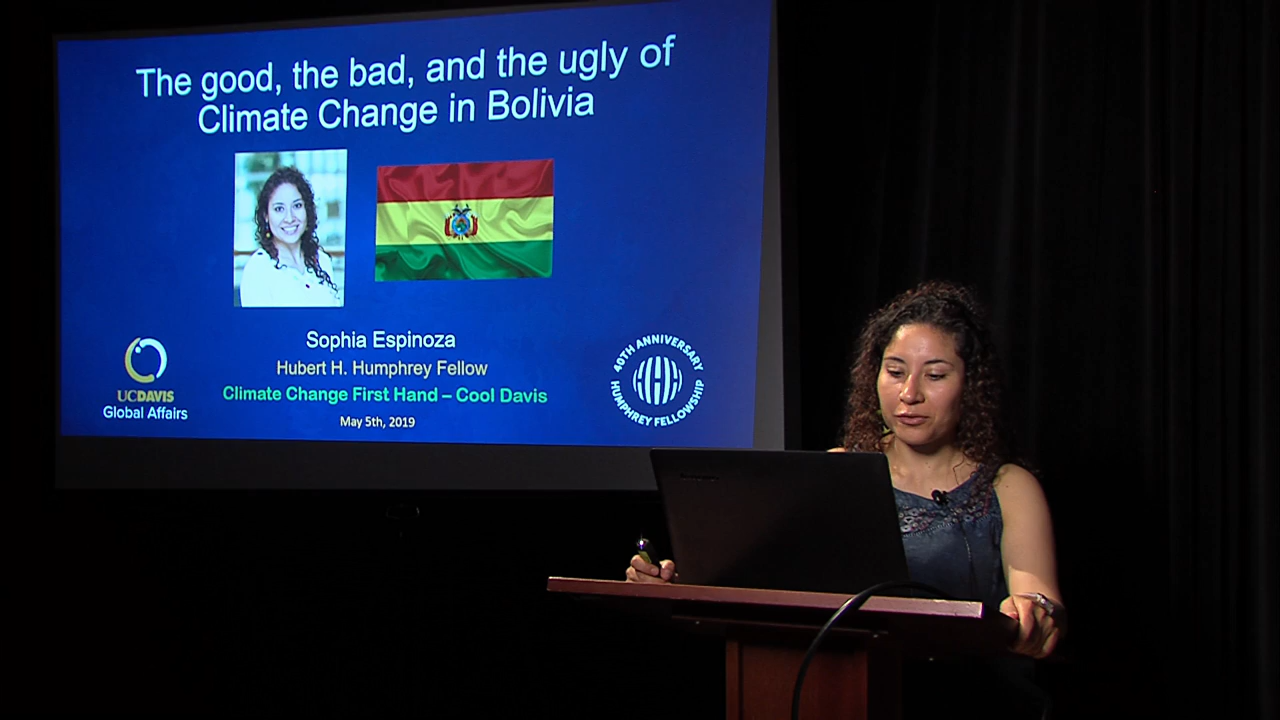 The good, the bad, and the ugly of
Climate Change in Bolivia
Sophia Espinoza
Hubert H. Humphrey Fellow
Climate Change First Hand – Cool Davis
May 5th, 2019
UCDAVIS
Global Affairs
40TH ANNIVERSARY
HUMPHREY FELLOWSHIP